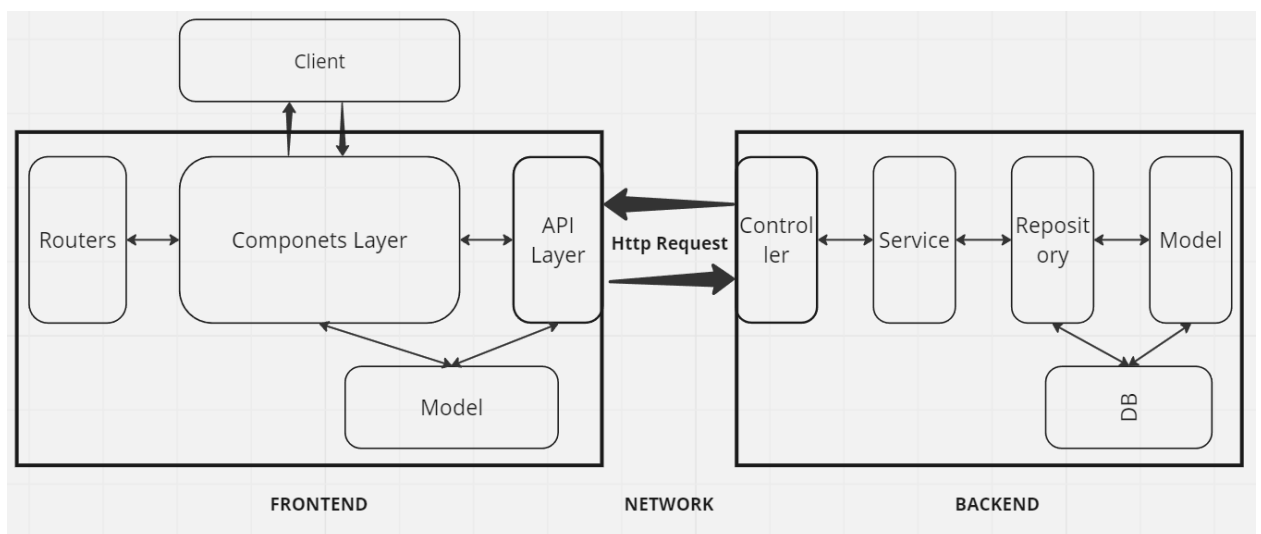 Client
Routers
Componets Layer
API
Layer
Http Request
Control
ler
Service
Reposit
ory
Model
Model
DB
FRONTEND
NETWORK
BACKEND